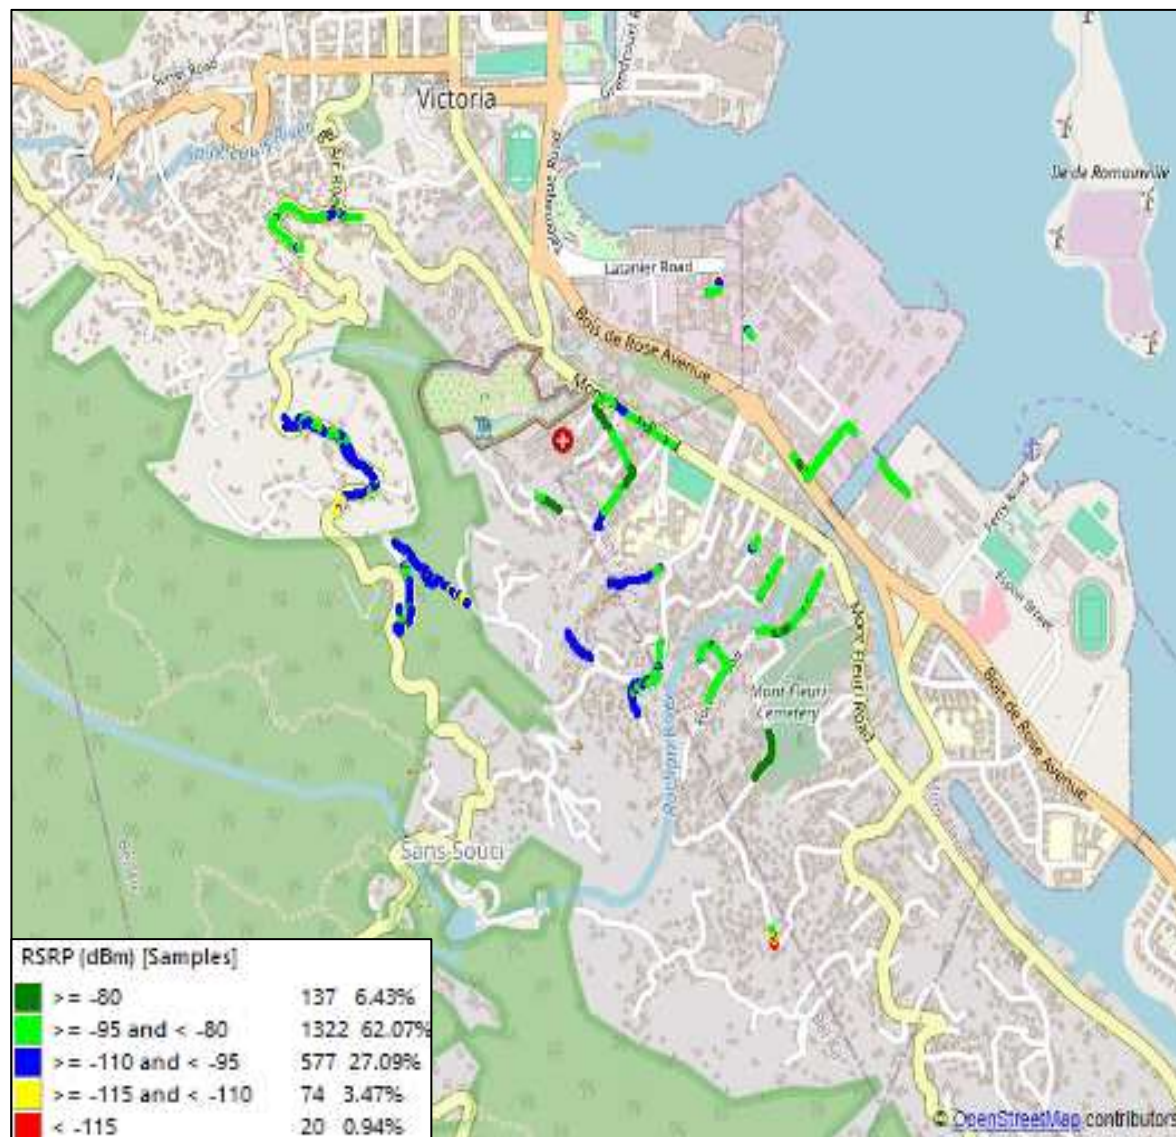 Victoria
Ile de Romainville
Latanier Road
Bois de Rose Avenue
Ferry Road
Mont Fleuri Road
Mont Fleuri
Cemetery
Bois de Rose Avenue
Sans Souci
RSRP (dBm) [Samples]
>= -80 137 6.43%
>= -95 and < -80 1322 62.07%
>= -110 and < -95 577 27.09%
>= -115 and < -110 74 3.47%
< -115 20 0.94%
© OpenStreetMap contributors